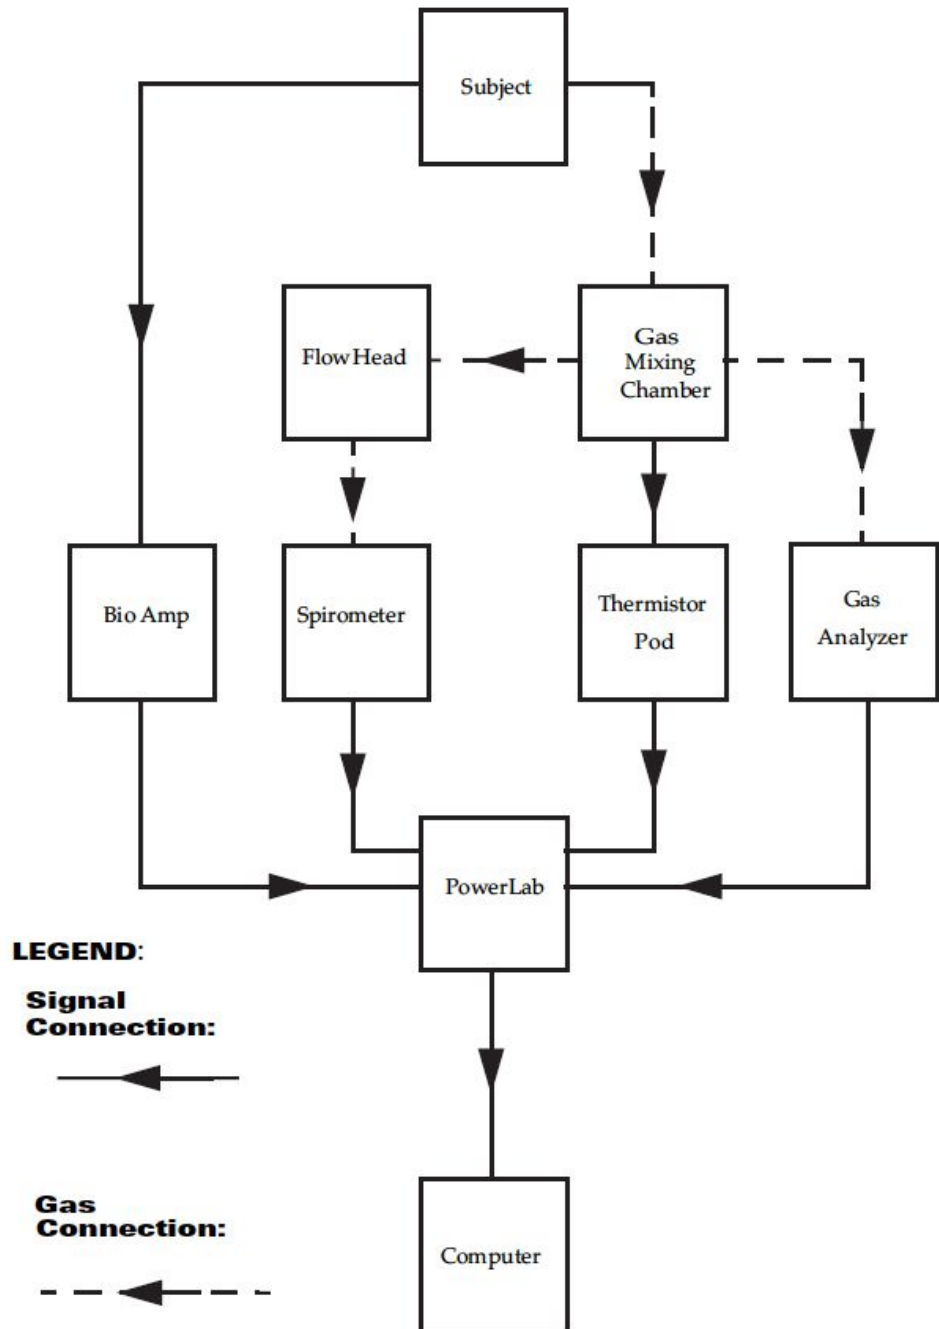 Subject
Flow Head
Gas
Mixing
Chamber
Bio Amp
Spirometer
Thermistor
Pod
Gas
Analyzer
PowerLab
LEGEND:
Signal
Connection:
Gas
Connection:
Computer